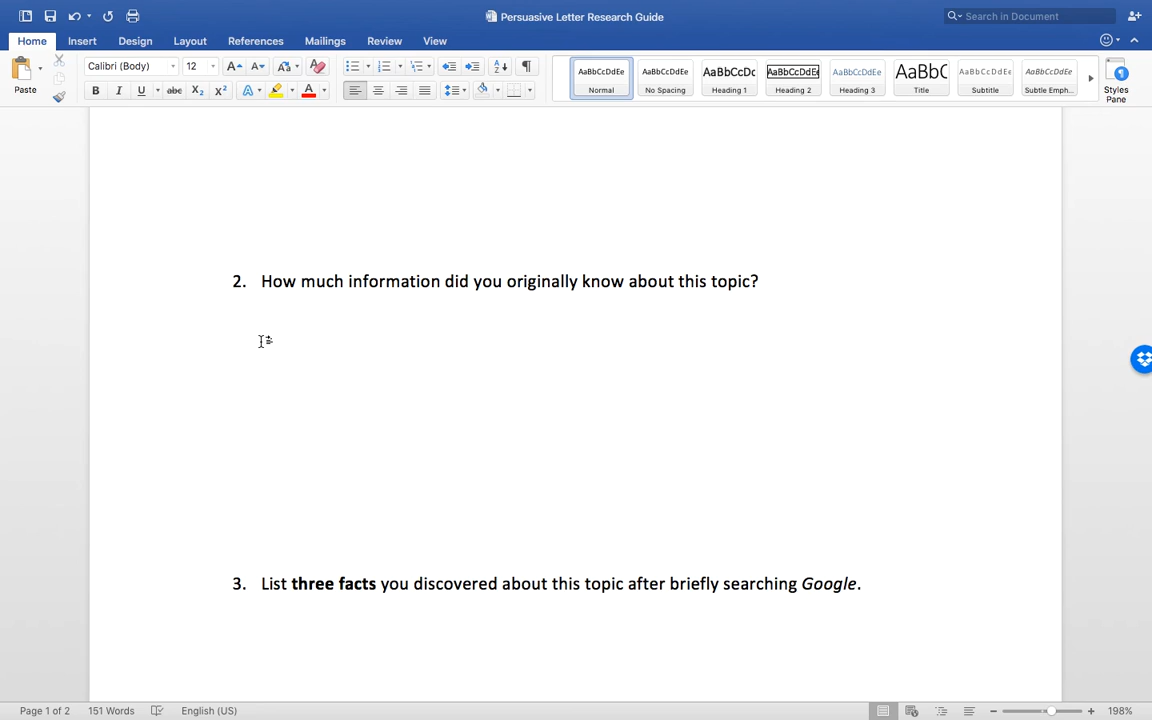 Persuasive Letter Research Guide
Search in Document
Home Insert Design Layout References Mailings Review View
Paste
Calibri (Body) 12
AaBbCcDdEe AaBbCcDdEe AaBbCcDc AaBbCcDdEe AaBbCcDdEe AaBbC AaBbCcDdEe AaBbCcDdEe
Normal No Spacing Heading 1 Heading 2 Heading 3 Title Subtitle Subtle Emph...
Styles
Pane
2. How much information did you originally know about this topic?
3. List three facts you discovered about this topic after briefly searching Google.
Page 1 of 2 151 Words English (US) 198%